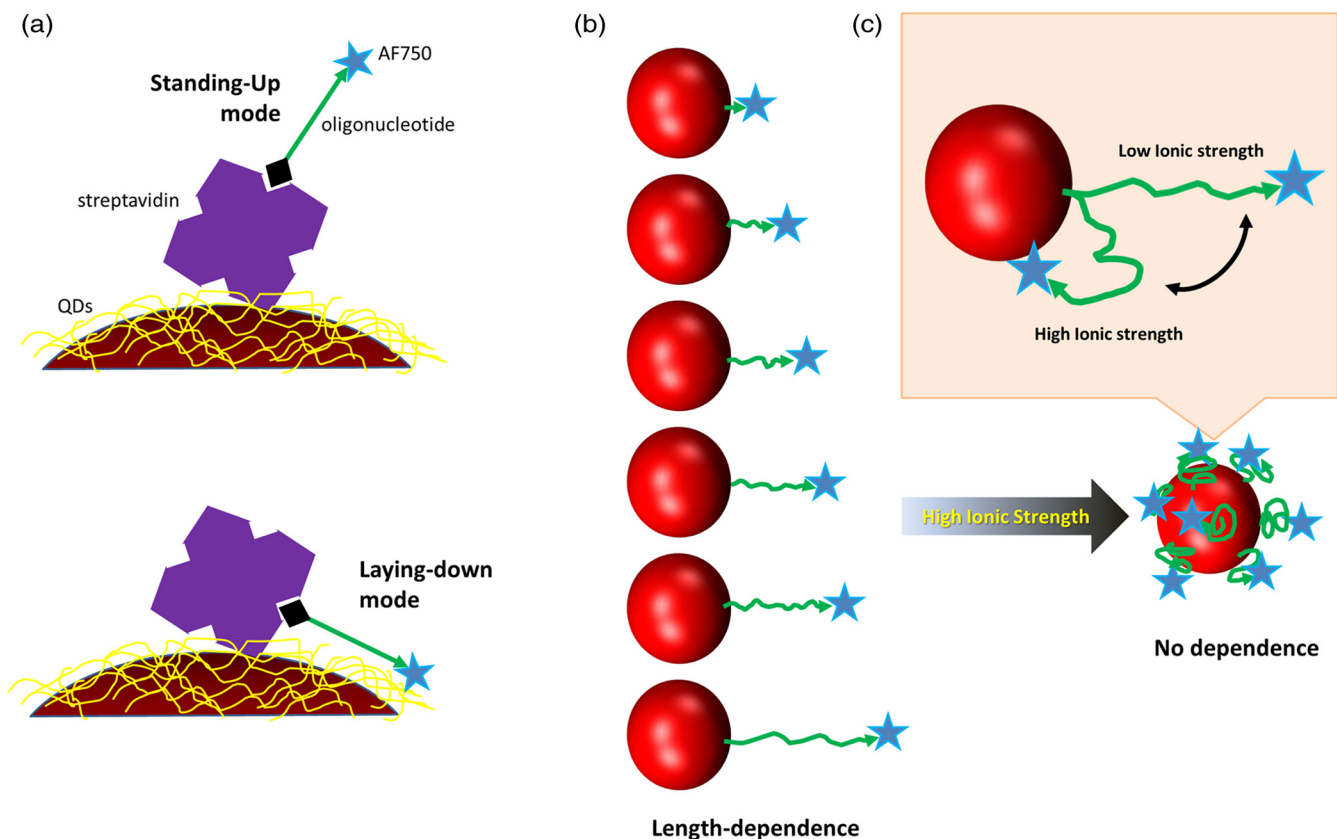 (a)
AF750
Standing-Up
mode
oligonucleotide
streptavidin
QDs
Laying-down
mode
(b)
Length-dependence
(c)
Low Ionic strength
High Ionic strength
High Ionic Strength
No dependence